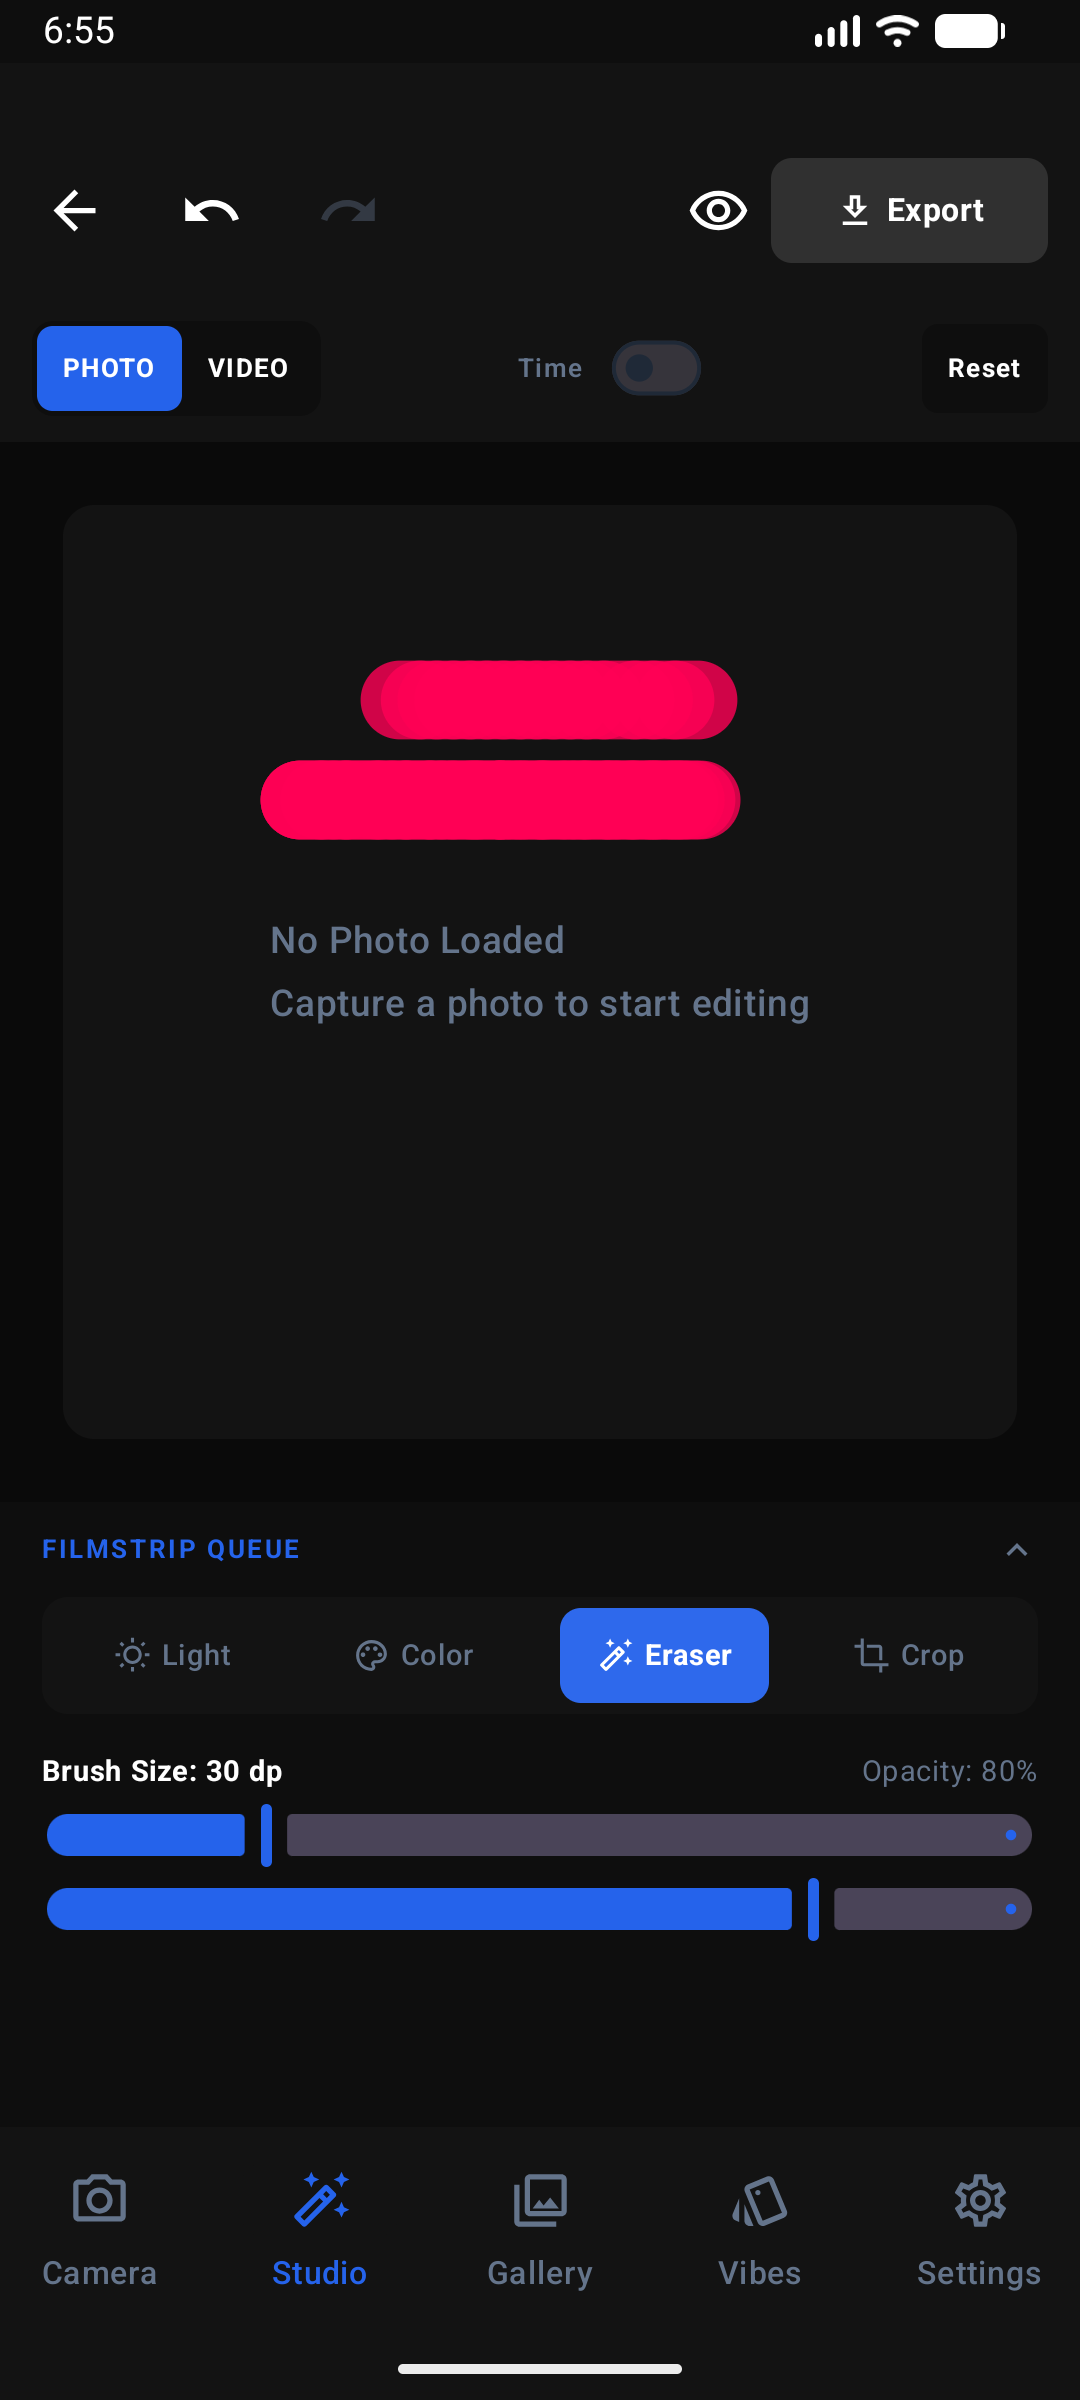 6:55
Export
PHOTO
VIDEO
Time
Reset
No Photo Loaded
Capture a photo to start editing
FILMSTRIP QUEUE
Light
Color
Eraser
Crop
Brush Size: 30 dp
Opacity: 80%
Camera
Studio
Gallery
Vibes
Settings